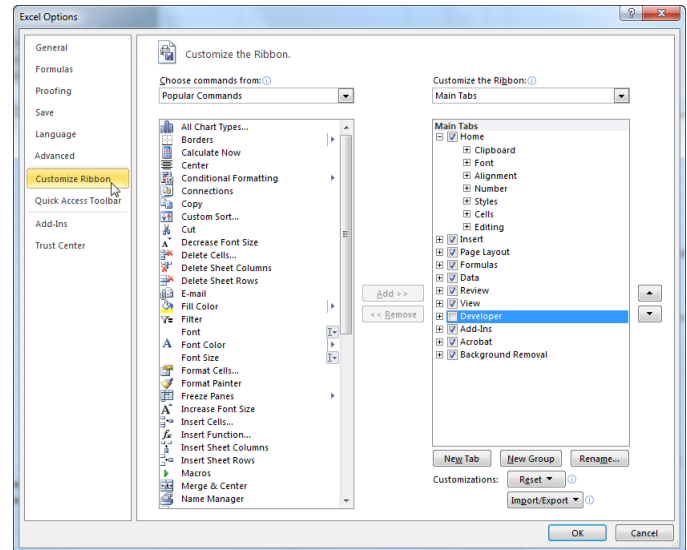 Excel Options
General
Formulas
Proofing
Save
Language
Advanced
Customize Ribbon
Quick Access Toolbar
Add-Ins
Trust Center
Customize the Ribbon.
Choose commands from:
Popular Commands
All Chart Types...
Borders
Calculate Now
Center
Conditional Formatting
Connections
Copy
Custom Sort...
Cut
Decrease Font Size
Delete Cells...
Delete Sheet Columns
Delete Sheet Rows
E-mail
Fill Color
Filter
Font
Font Color
Font Size
Format Cells...
Format Painter
Freeze Panes
Increase Font Size
Insert Cells...
Insert Function...
Insert Sheet Columns
Insert Sheet Rows
Macros
Merge & Center
Name Manager
Add >>
<< Remove
Customize the Ribbon:
Main Tabs
Main Tabs
Home
Clipboard
Font
Alignment
Number
Styles
Cells
Editing
Insert
Page Layout
Formulas
Data
Review
View
Developer
Add-Ins
Acrobat
Background Removal
New Tab
New Group
Rename...
Customizations:
Reset
Import/Export
OK
Cancel